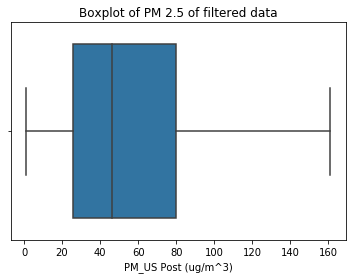 Boxplot of PM 2.5 of filtered data
0 20 40 60 80 100 120 140 160
PM_US Post (ug/m^3)